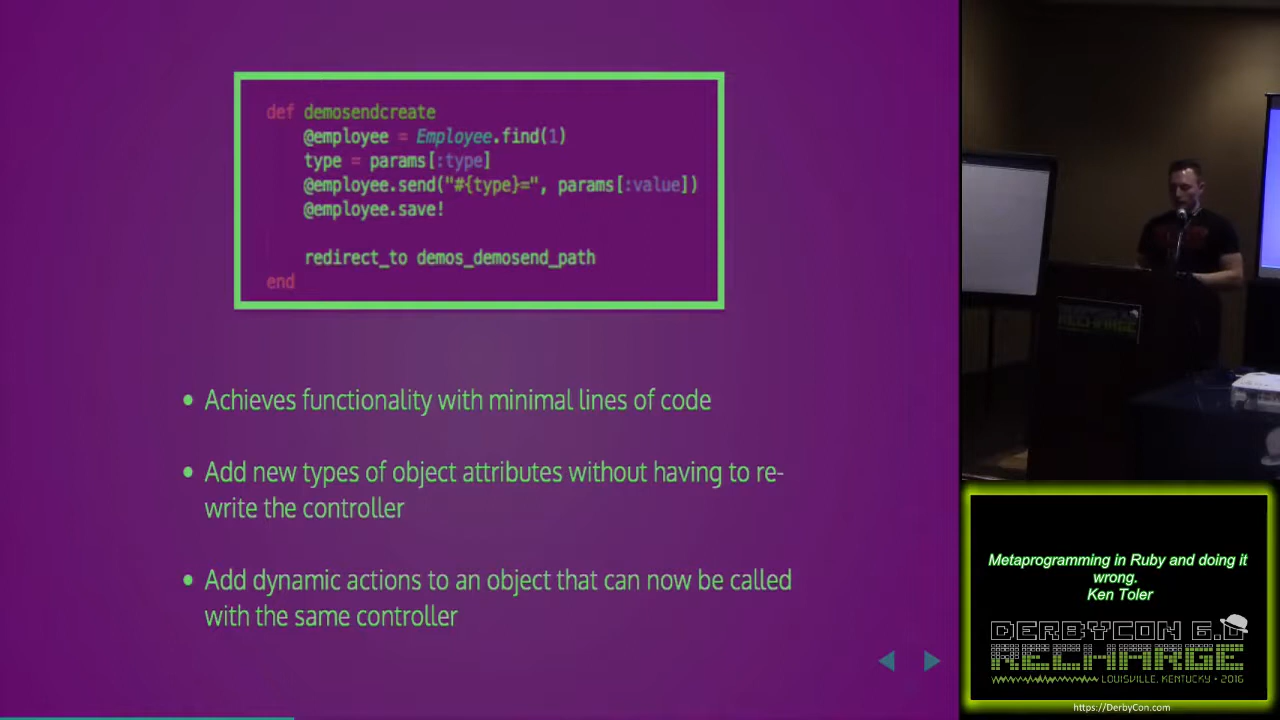 def demosendcreate
@employee = Employee.find(1)
type = params[:type]
@employee.send("#{type}=", params[:value])
@employee.save!
redirect_to demos_demosend_path
end
• Achieves functionality with minimal lines of code
• Add new types of object attributes without having to re-
write the controller
• Add dynamic actions to an object that can now be called
with the same controller
RECHARGE
Metaprogramming in Ruby and doing it
wrong.
Ken Toler
DERBYCON 6.0
RECHARGE
LOUISVILLE, KENTUCKY • 2016
https://DerbyCon.com